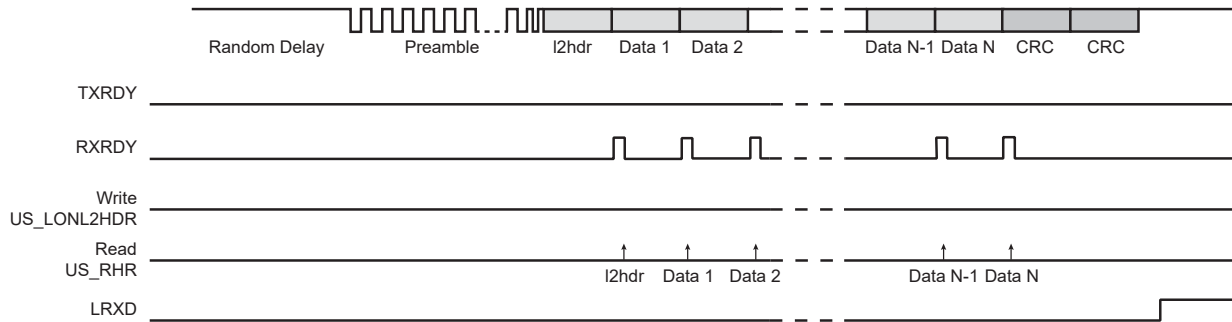 Random Delay Preamble l2hdr Data 1 Data 2 Data N-1 Data N CRC CRC
TXRDY
RXRDY
Write
US_LONL2HDR
Read
US_RHR
l2hdr Data 1 Data 2 Data N-1 Data N
LRXD